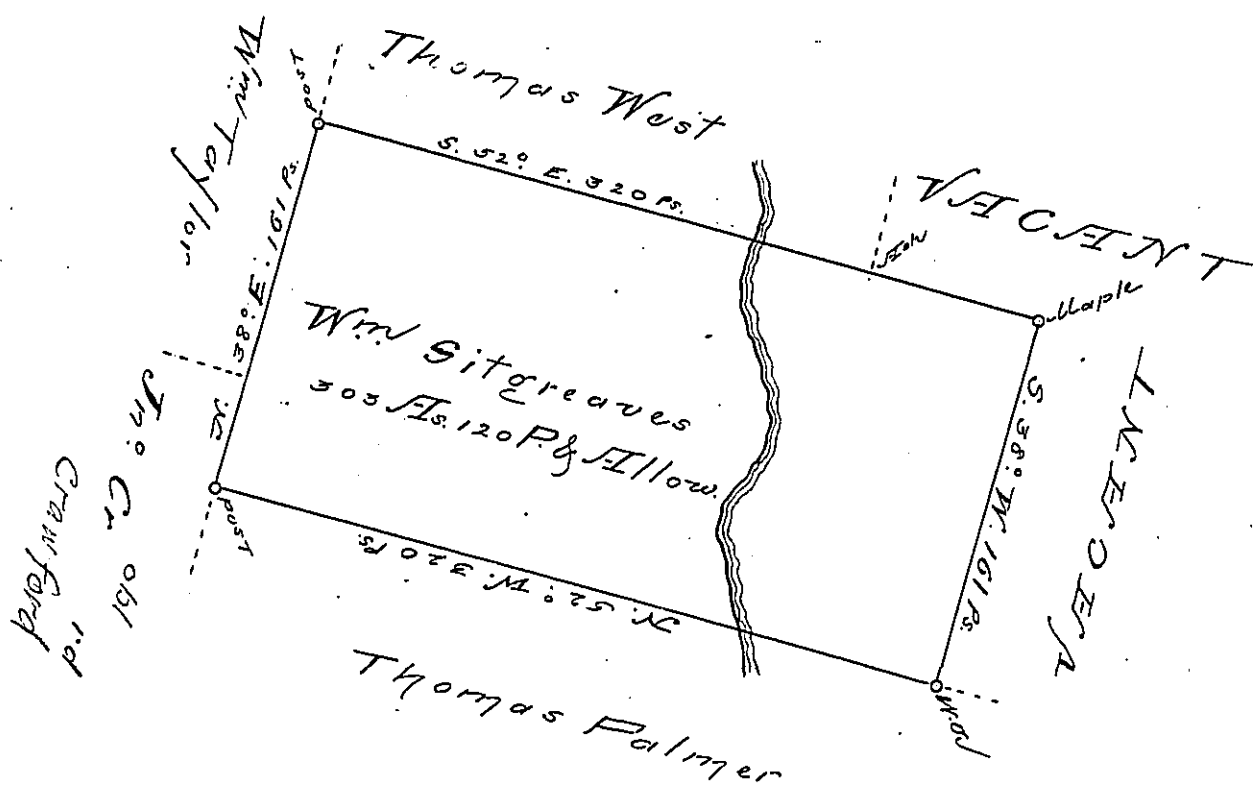 Thomas West
Wm Taylor
post
S. 52° E. 320 Ps.
VACANT
Maple
N. 38° E. 161 Ps.
Wm Sitgreaves
303 As. 120 P. & Allow.
S. 38° W. 161 Ps.
VACANT
Jno. Cr
Crawford
post
N. 52° W. 320 Ps.
W. O.
Thomas Palmer